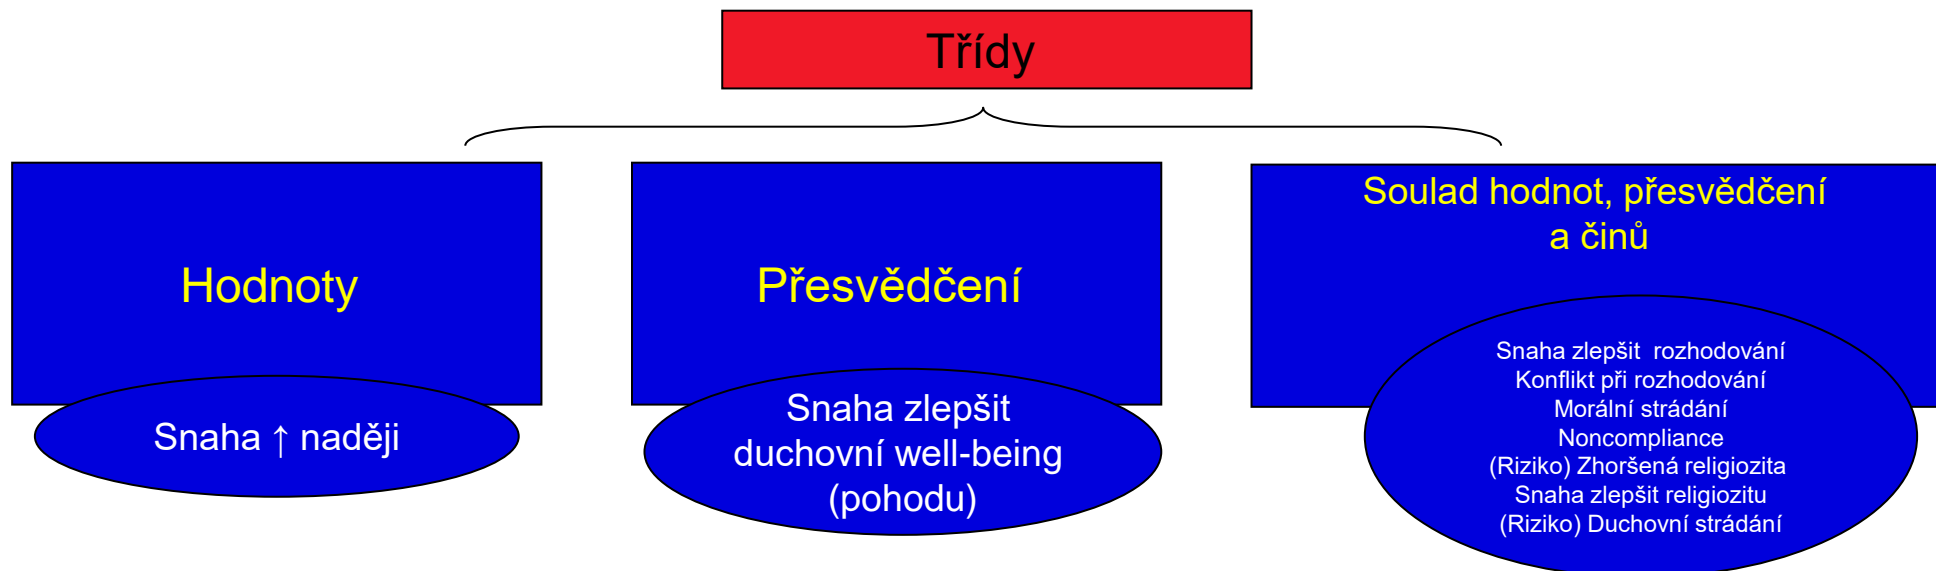 Třídy
Hodnoty
Snaha ↑ naději
Přesvědčení
Snaha zlepšit
duchovní well-being
(pohodu)
Soulad hodnot, přesvědčení
a činů
Snaha zlepšit  rozhodování
Konflikt při rozhodování
Morální strádání
Noncompliance
(Riziko) Zhoršená religiozita
Snaha zlepšit religiozitu
(Riziko) Duchovní strádání